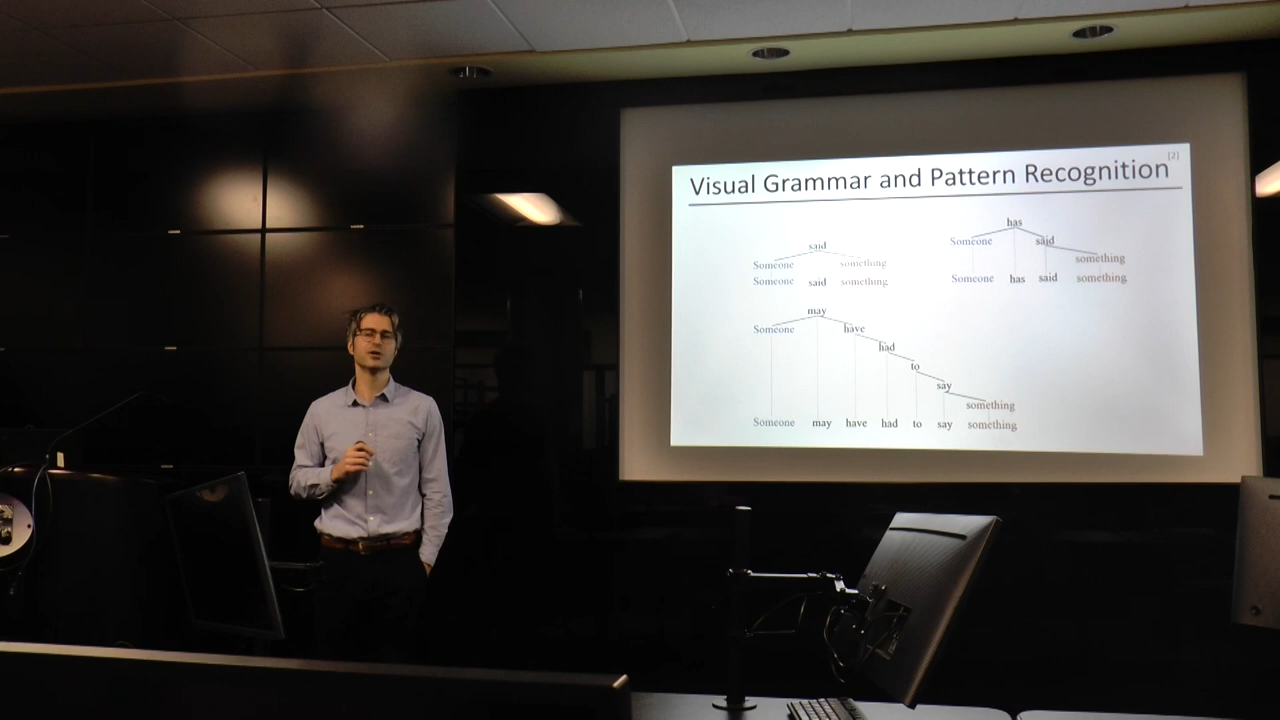 [2]
Visual Grammar and Pattern Recognition
said
Someone something
Someone said something
has
Someone said
something
Someone has said something
may
Someone have
had
to
say
something
Someone may have had to say something